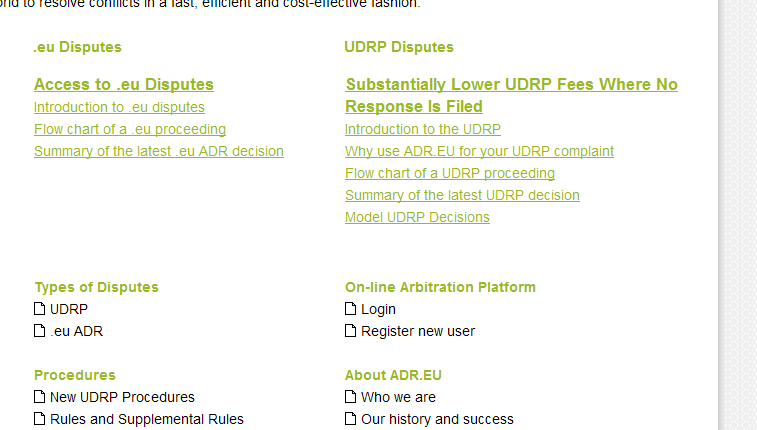 to resolve conflicts in a fast, efficient and cost-effective fashion.
.eu Disputes
Access to .eu Disputes
Introduction to .eu disputes
Flow chart of a .eu proceeding
Summary of the latest .eu ADR decision
UDRP Disputes
Substantially Lower UDRP Fees Where No
Response Is Filed
Introduction to the UDRP
Why use ADR.EU for your UDRP complaint
Flow chart of a UDRP proceeding
Summary of the latest UDRP decision
Model UDRP Decisions
Types of Disputes
UDRP
.eu ADR
On-line Arbitration Platform
Login
Register new user
Procedures
New UDRP Procedures
Rules and Supplemental Rules
About ADR.EU
Who we are
Our history and success